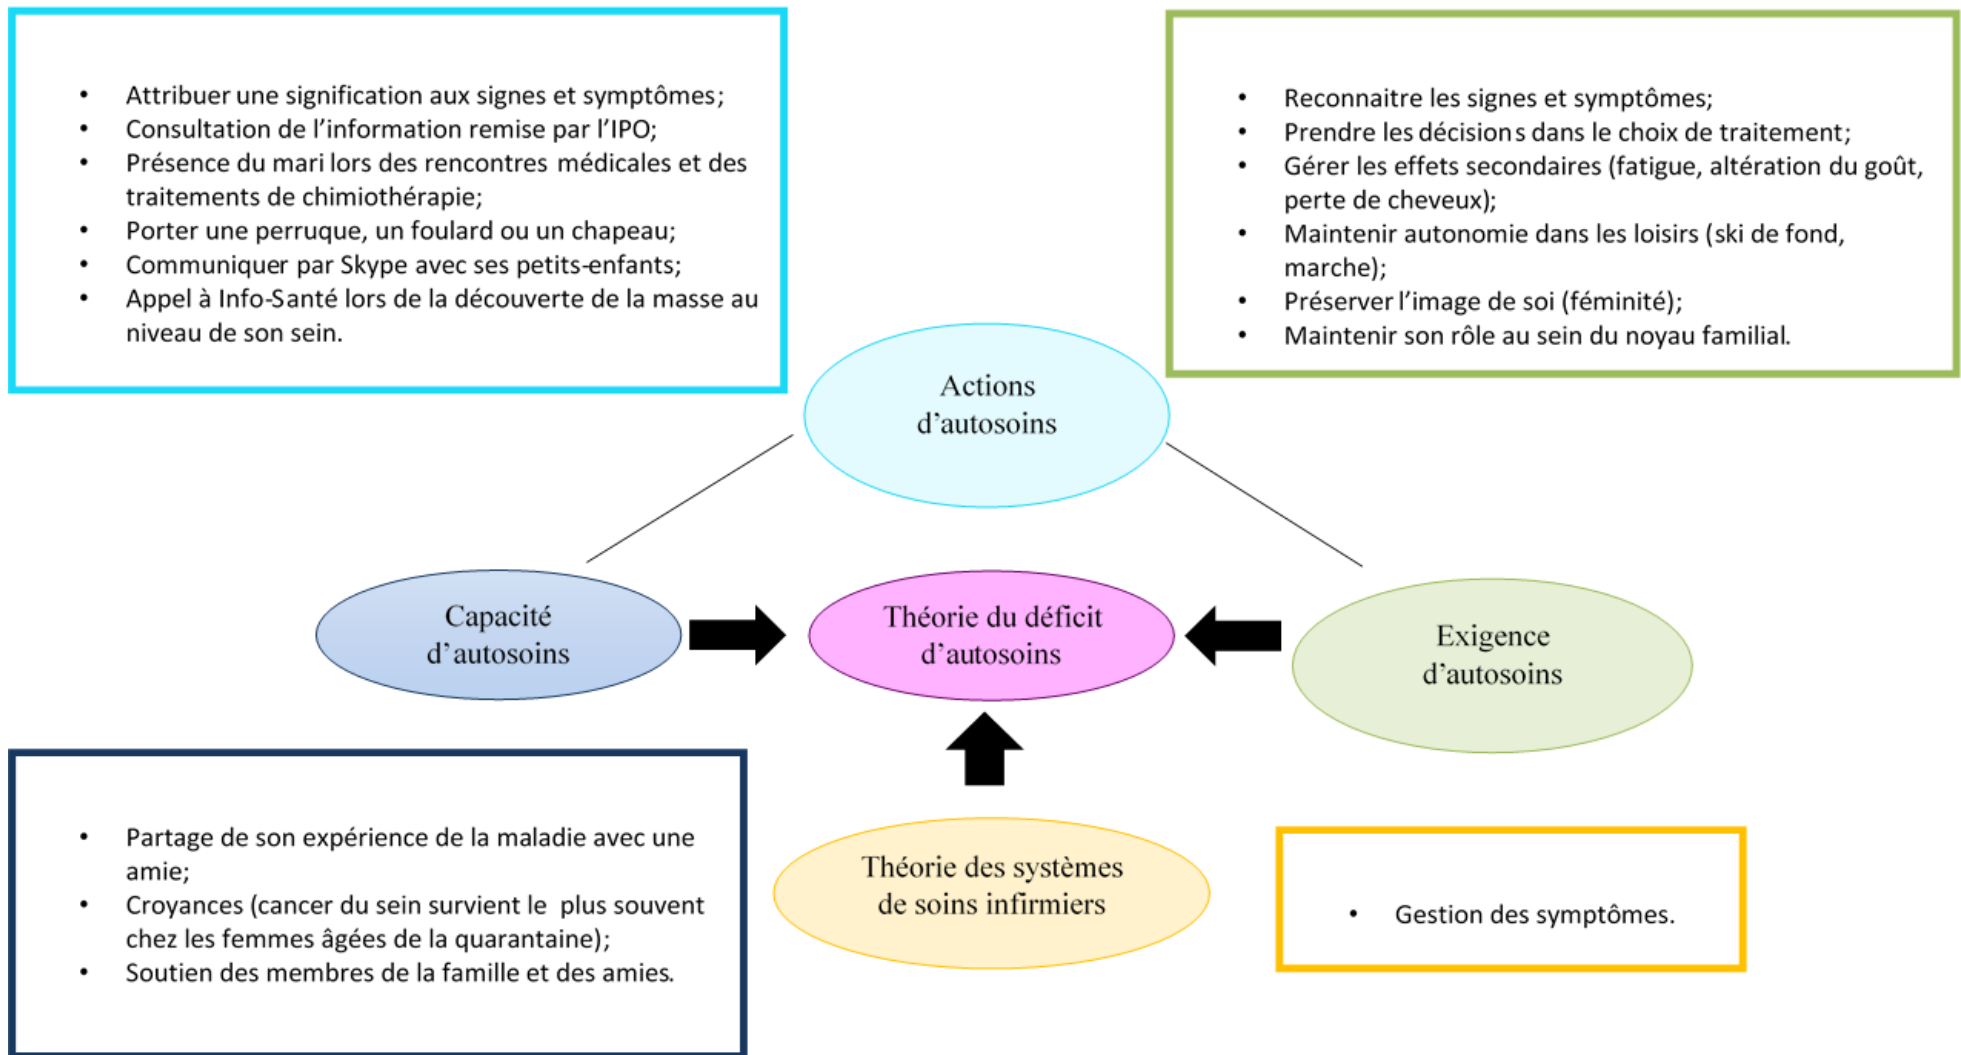 • Attribuer une signification aux signes et symptômes;
• Consultation de l'information remise par l'IPO;
• Présence du mari lors des rencontres médicales et des
traitements de chimiothérapie;
• Porter une perruque, un foulard ou un chapeau;
• Communiquer par Skype avec ses petits-enfants;
• Appel à Info-Santé lors de la découverte de la masse au
niveau de son sein.
• Reconnaitre les signes et symptômes;
• Prendre les décisions dans le choix de traitement;
• Gérer les effets secondaires (fatigue, altération du goût,
perte de cheveux);
• Maintenir autonomie dans les loisirs (ski de fond,
marche);
• Préserver l'image de soi (féminité);
• Maintenir son rôle au sein du noyau familial.
Actions
d'autosoins
Capacité
d'autosoins
Théorie du déficit
d'autosoins
Exigence
d'autosoins
• Partage de son expérience de la maladie avec une
amie;
• Croyances (cancer du sein survient le plus souvent
chez les femmes âgées de la quarantaine);
• Soutien des membres de la famille et des amies.
Théorie des systèmes
de soins infirmiers
• Gestion des symptômes.